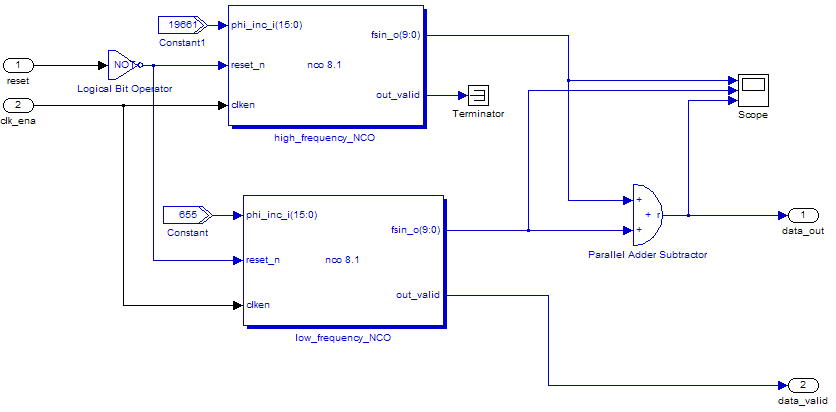 19661
phi_inc_i(15:0)
fsin_o(9:0)
Constant1
1
NOT
reset_n
nco 8.1
reset
Logical Bit Operator
out_valid
2
clken
Terminator
Scope
clk_ena
high_frequency_NCO
655
phi_inc_i(15:0)
+
Constant
fsin_o(9:0)
+ r
1
+
data_out
reset_n
nco 8.1
Parallel Adder Subtractor
out_valid
clken
low_frequency_NCO
2
data_valid